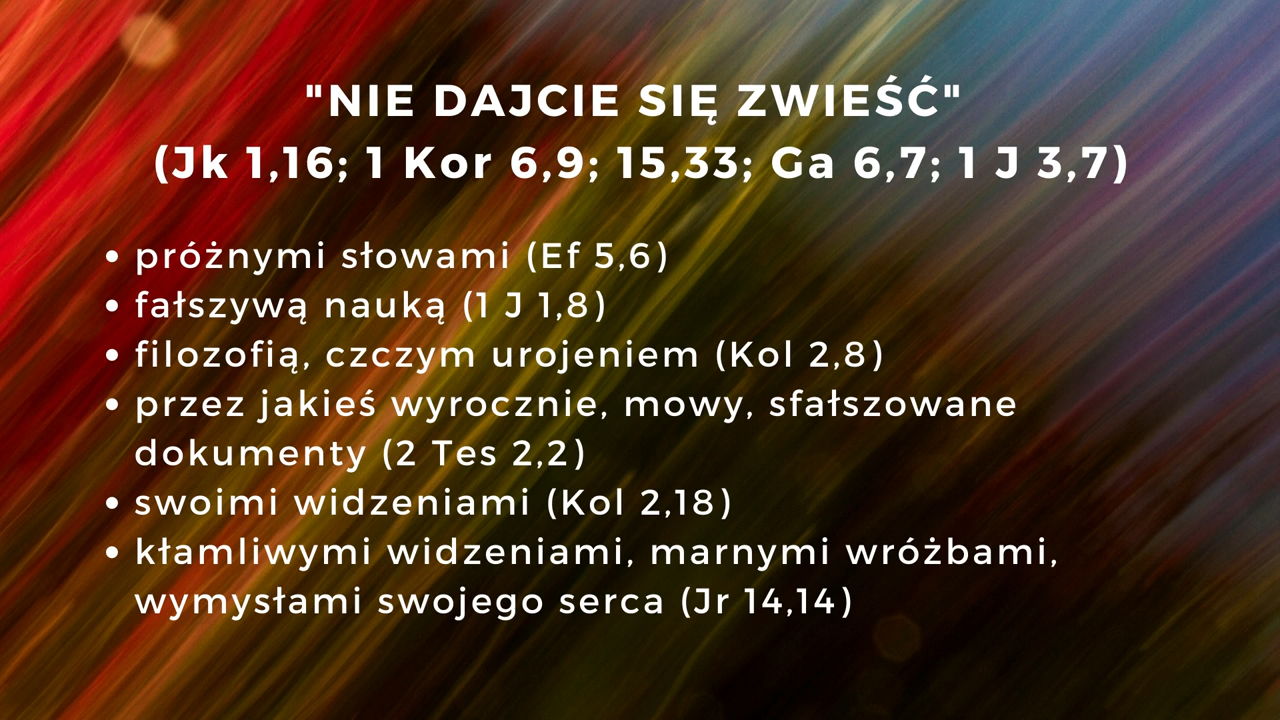 "NIE DAJCIE SIĘ ZWIEŚĆ"
(Jk 1,16; 1 Kor 6,9; 15,33; Ga 6,7; 1 J 3,7)
• próżnymi słowami (Ef 5,6)
• fałszywą nauką (1 J 1,8)
• filozofią, czczym urojeniem (Kol 2,8)
• przez jakieś wyrocznie, mowy, sfałszowane
dokumenty (2 Tes 2,2)
• swoimi widzeniami (Kol 2,18)
• kłamliwymi widzeniami, marnymi wróżbami,
wymysłami swojego serca (Jr 14,14)